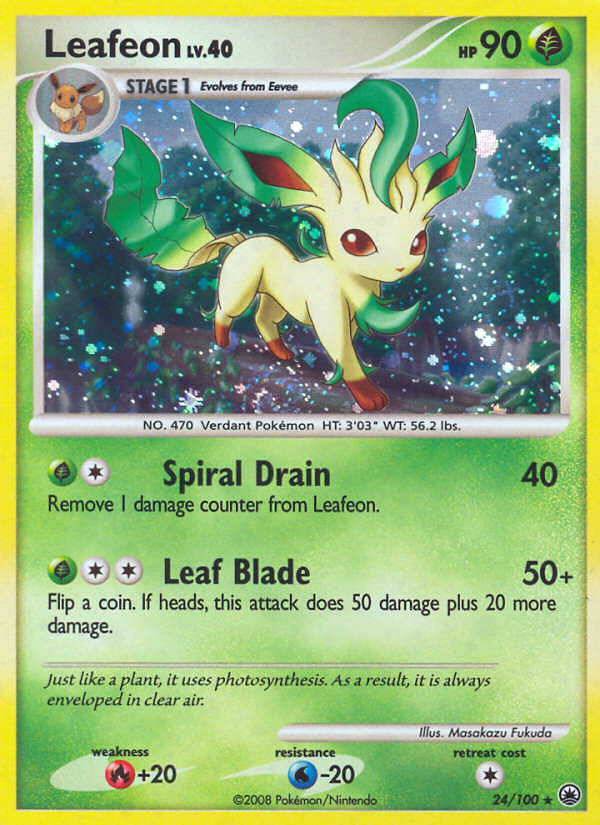 Leafeon LV.40
HP 90
STAGE 1 Evolves from Eevee
NO. 470 Verdant Pokémon HT: 3'03" WT: 56.2 lbs.
Spiral Drain 40
Remove 1 damage counter from Leafeon.
Leaf Blade 50+
Flip a coin. If heads, this attack does 50 damage plus 20 more
damage.
Just like a plant, it uses photosynthesis. As a result, it is always
enveloped in clear air.
Illus. Masakazu Fukuda
weakness resistance retreat cost
+20 -20
©2008 Pokémon/Nintendo 24/100 ★